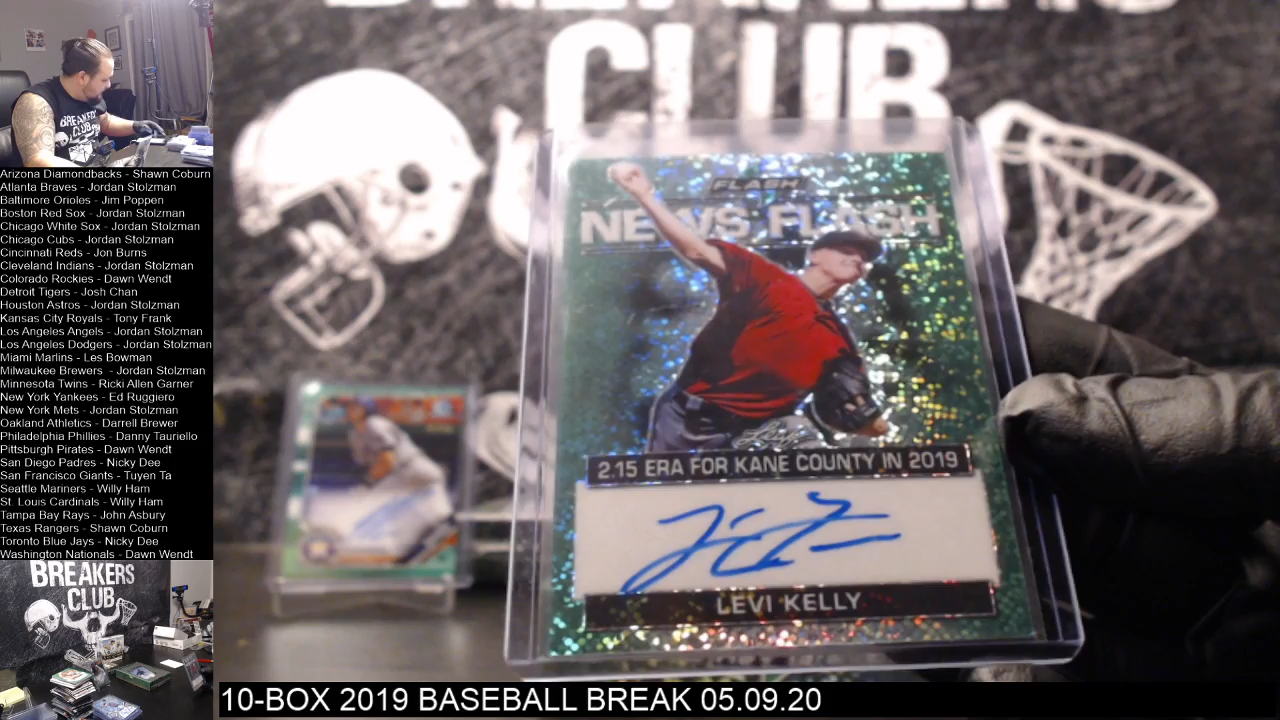 Arizona Diamondbacks - Shawn Coburn
Atlanta Braves - Jordan Stolzman
Baltimore Orioles - Jim Poppen
Boston Red Sox - Jordan Stolzman
Chicago White Sox - Jordan Stolzman
Chicago Cubs - Jordan Stolzman
Cincinnati Reds - Jon Burns
Cleveland Indians - Jordan Stolzman
Colorado Rockies - Dawn Wendt
Detroit Tigers - Josh Chan
Houston Astros - Jordan Stolzman
Kansas City Royals - Tony Frank
Los Angeles Angels - Jordan Stolzman
Los Angeles Dodgers - Jordan Stolzman
Miami Marlins - Les Bowman
Milwaukee Brewers - Jordan Stolzman
Minnesota Twins - Ricki Allen Garner
New York Yankees - Ed Ruggiero
New York Mets - Jordan Stolzman
Oakland Athletics - Darrell Brewer
Philadelphia Phillies - Danny Tauriello
Pittsburgh Pirates - Dawn Wendt
San Diego Padres - Nicky Dee
San Francisco Giants - Tuyen Ta
Seattle Mariners - Willy Ham
St. Louis Cardinals - Willy Ham
Tampa Bay Rays - John Asbury
Texas Rangers - Shawn Coburn
Toronto Blue Jays - Nicky Dee
Washington Nationals - Dawn Wendt
BREAKERS
CLUB
BREAKERS
CLUB
CLUB
FLASH
NEWS FLASH
Leaf
2.15 ERA FOR KANE COUNTY IN 2019
LEVI KELLY
10-BOX 2019 BASEBALL BREAK 05.09.20